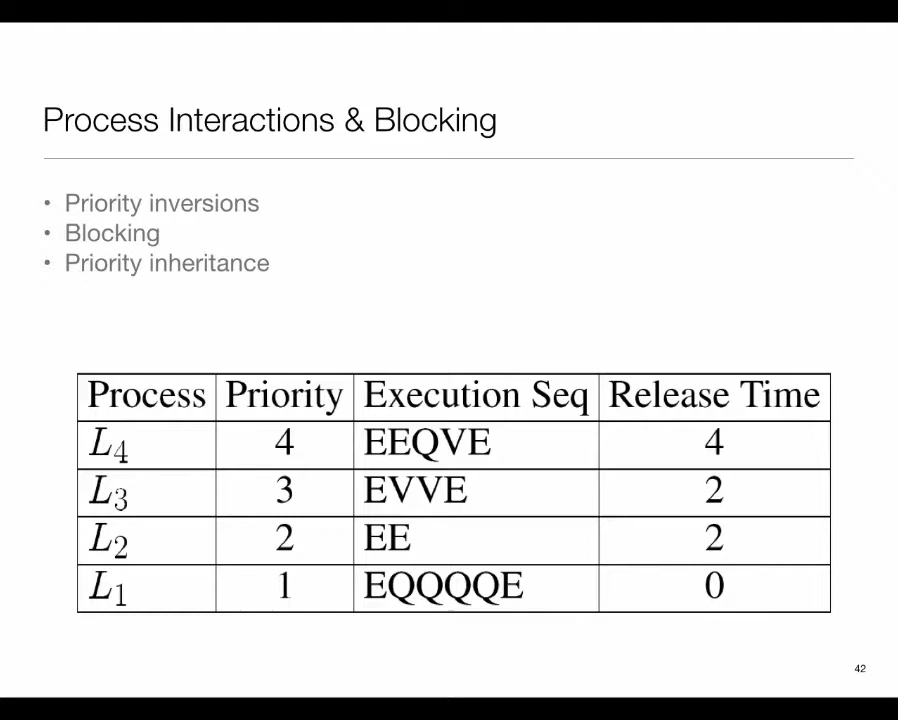 Process Interactions & Blocking
• Priority inversions
• Blocking
• Priority inheritance
Process Priority Execution Seq Release Time
L4 4 EEQVE 4
L3 3 EVVE 2
L2 2 EE 2
L1 1 EQQQQE 0
42